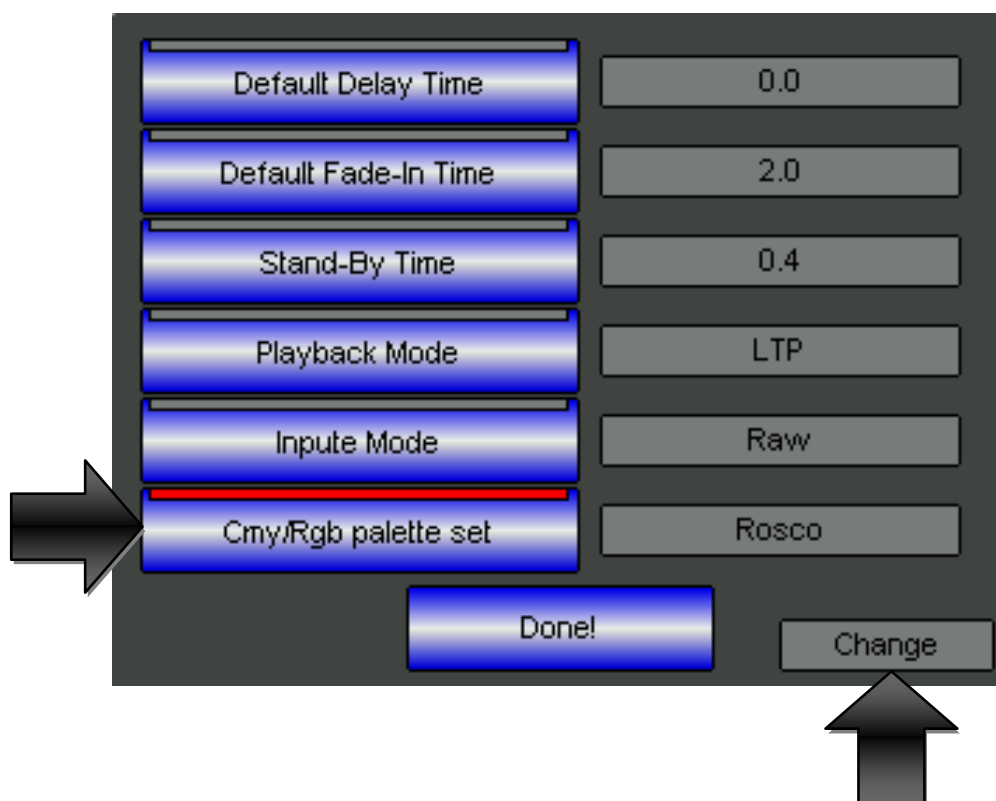 Default Delay Time 0.0
Default Fade-In Time 2.0
Stand-By Time 0.4
Playback Mode LTP
Inpute Mode Raw
Cmy/Rgb palette set Rosco
Done!
Change